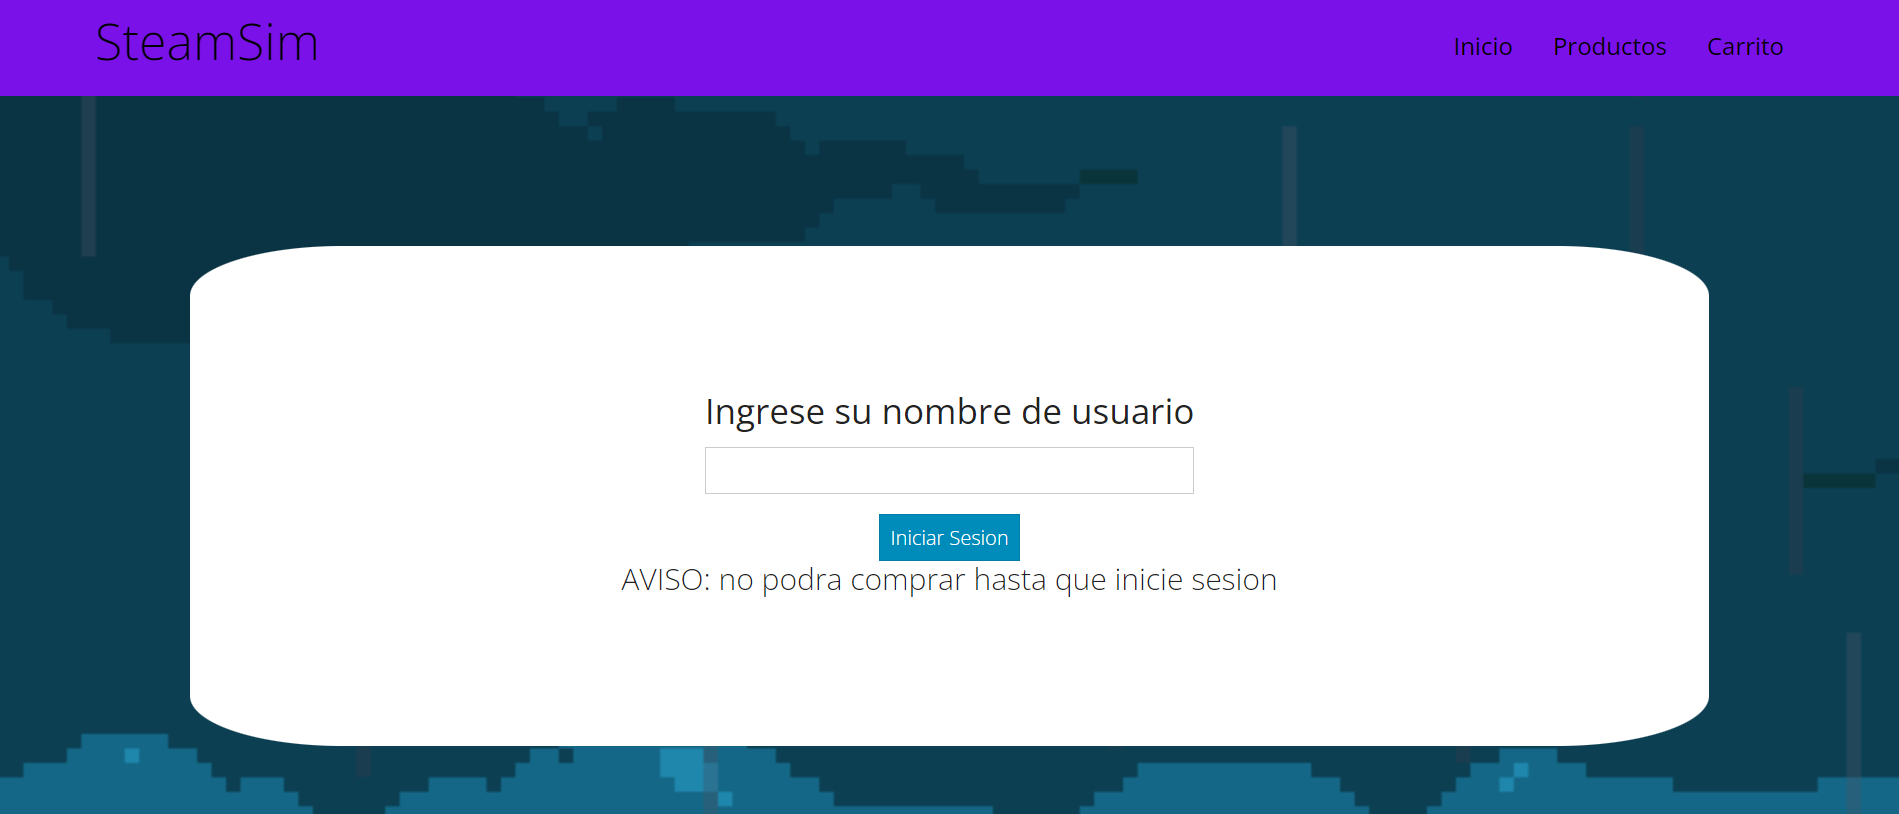 SteamSim
Inicio Productos Carrito
Ingrese su nombre de usuario
Iniciar Sesion
AVISO: no podra comprar hasta que inicie sesion